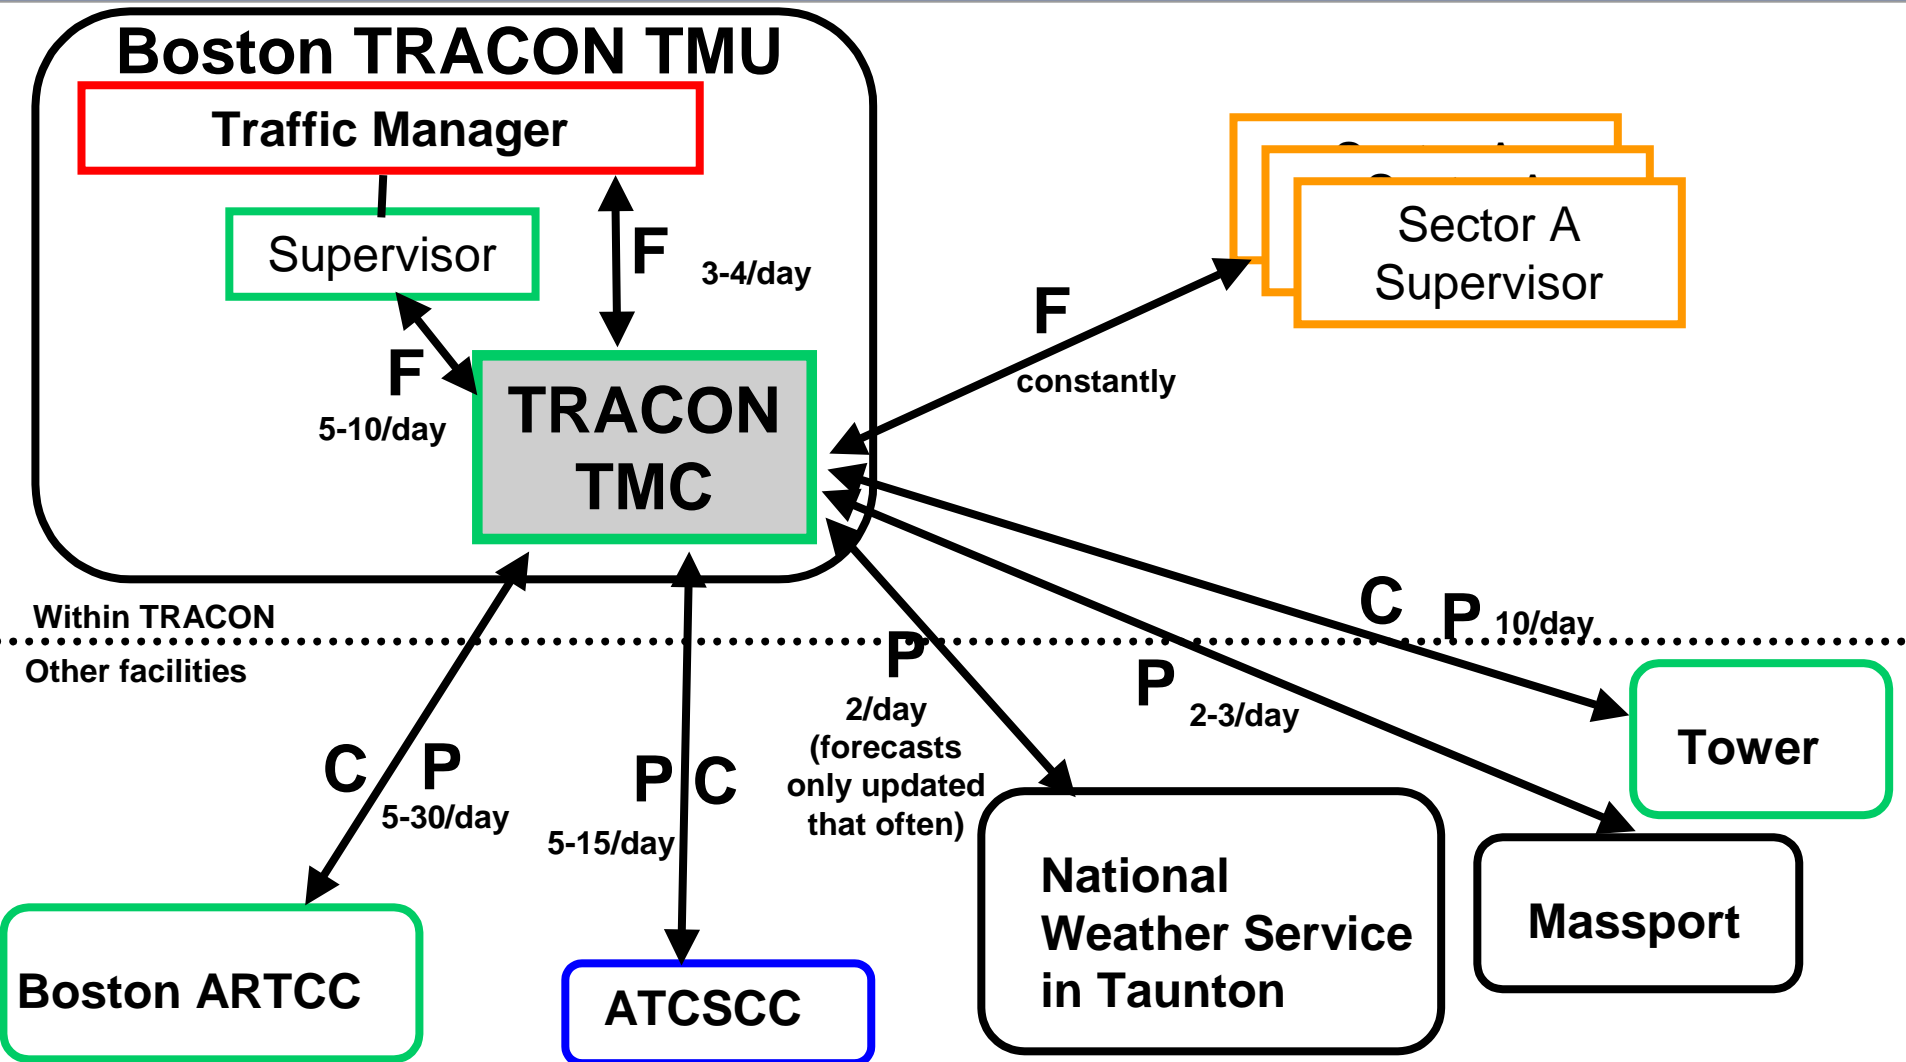 Boston TRACON TMU
Traffic Manager
Supervisor
F
3-4/day
F
5-10/day
TRACON
TMC
Sector A
Supervisor
F
constantly
Within TRACON
Other facilities
C P
5-30/day
P C
5-15/day
P
2/day
(forecasts
only updated
that often)
P
2-3/day
C P 10/day
Tower
Massport
National
Weather Service
in Taunton
ATCSCC
Boston ARTCC